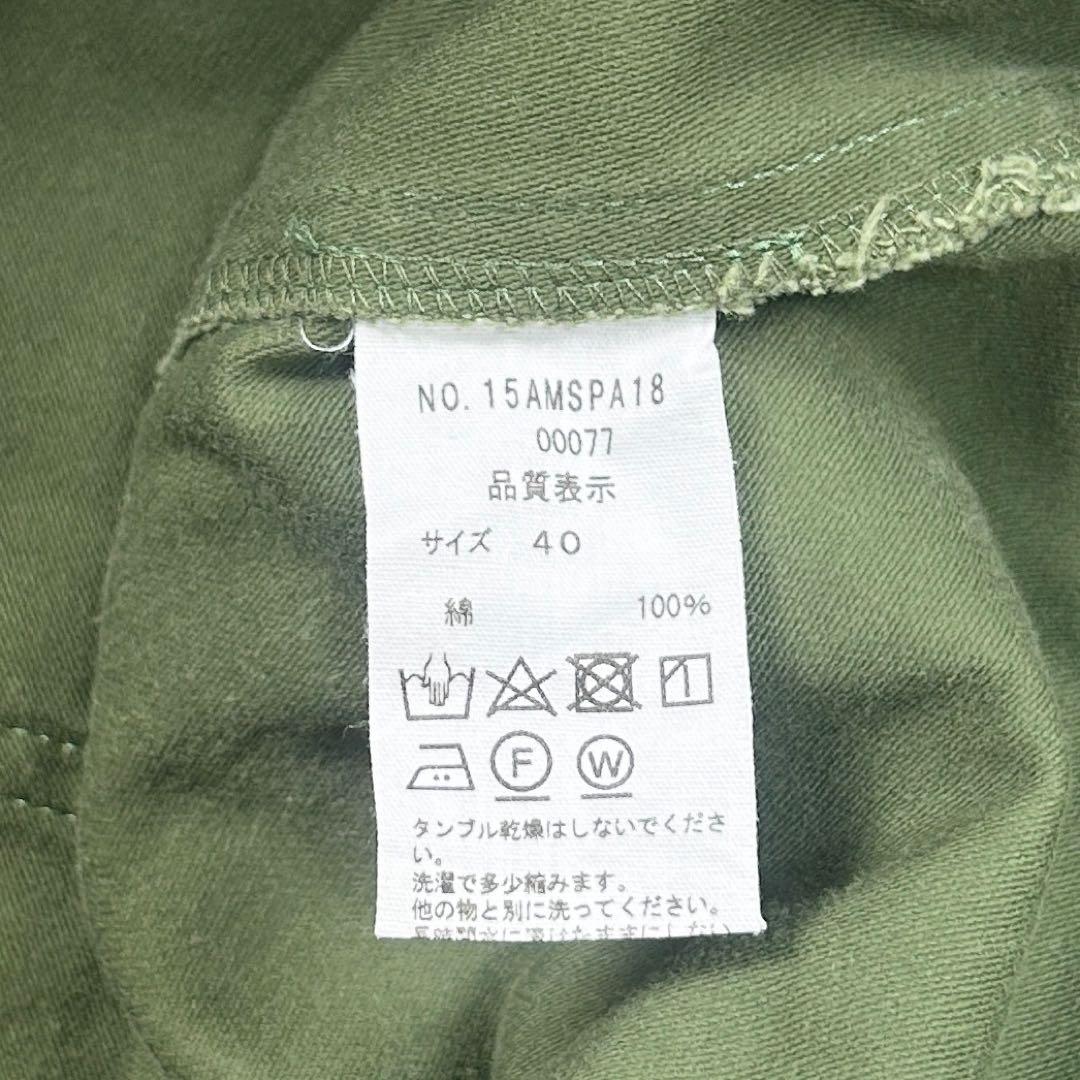 NO. 15AMSPA18
00077
品質表示
サイズ 40
綿 100%
F W
タンブル乾燥はしないでくださ
い。
洗濯で多少縮みます。
他の物と別に洗ってください。